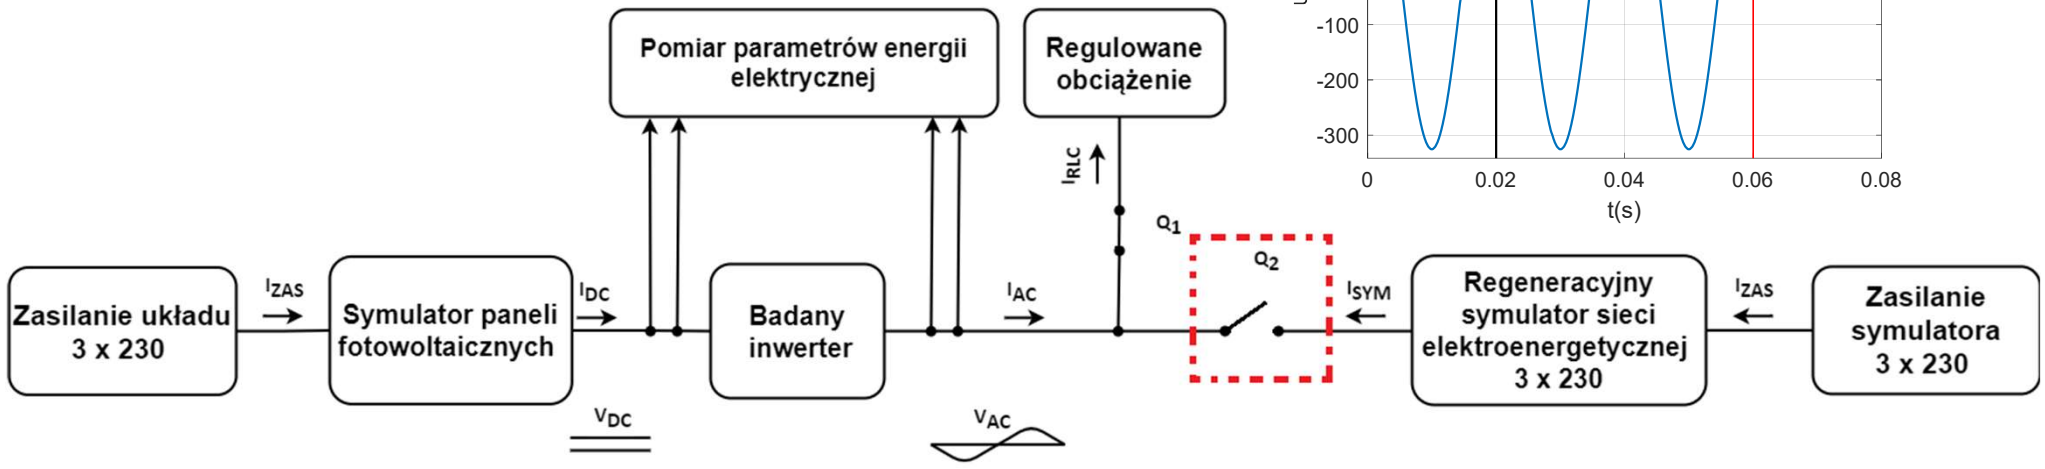 Pomiar parametrów energii
elektrycznej
Regulowane
obciążenie
-100
-200
-300
0
0.02
0.04
0.06
0.08
t(s)
IRLC
Q1
Q2
Zasilanie układu
3 x 230
IZAS
Symulator paneli
fotowoltaicznych
IDC
Badany
inwerter
IAC
ISYM
Regeneracyjny
symulator sieci
elektroenergetycznej
3 x 230
IZAS
Zasilanie
symulatora
3 x 230
VDC
VAC